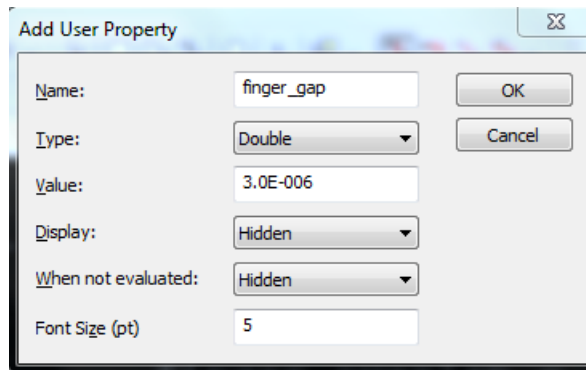 Add User Property
Name: finger_gap OK
Type: Double Cancel
Value: 3.0E-006
Display: Hidden
When not evaluated: Hidden
Font Size (pt) 5